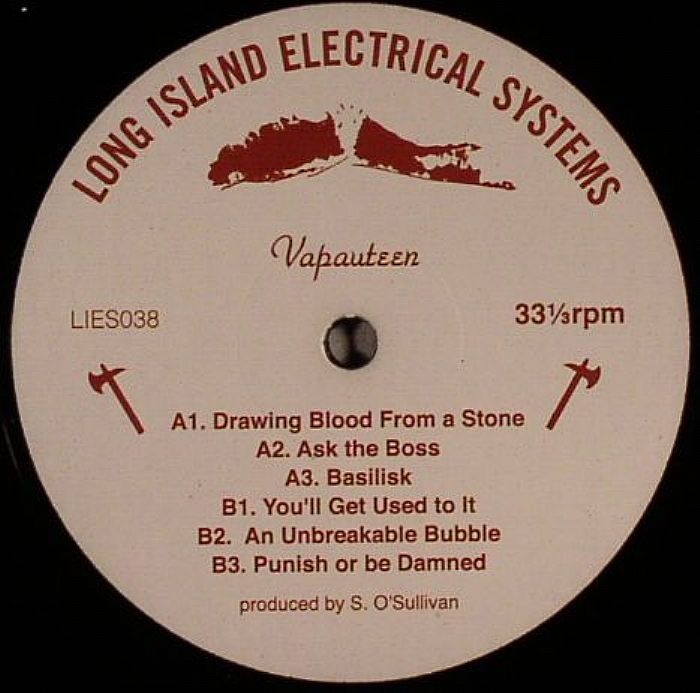 LONG ISLAND ELECTRICAL SYSTEMS
Vapauteen
LIES038
33⅓rpm
A1. Drawing Blood From a Stone
A2. Ask the Boss
A3. Basilisk
B1. You'll Get Used to It
B2. An Unbreakable Bubble
B3. Punish or be Damned
produced by S. O'Sullivan